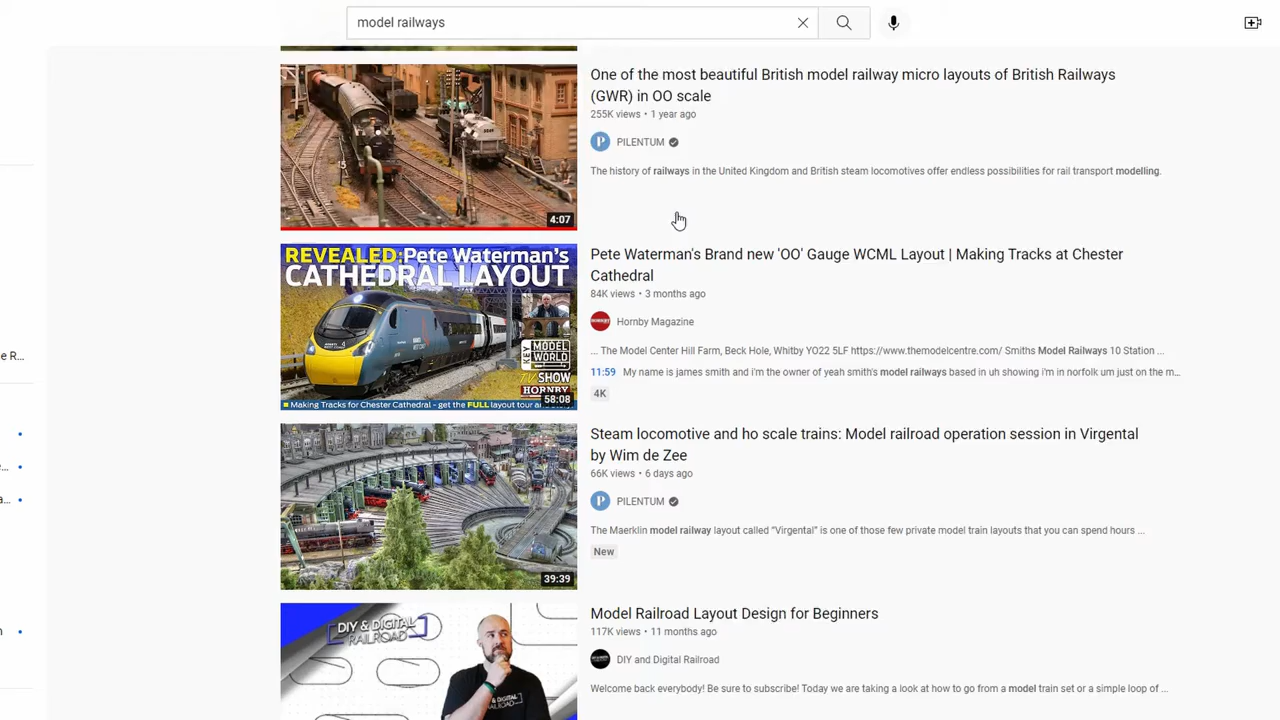 model railways
One of the most beautiful British model railway micro layouts of British Railways
(GWR) in OO scale
255K views • 1 year ago
P PILENTUM
The history of railways in the United Kingdom and British steam locomotives offer endless possibilities for rail transport modelling.
4:07
REVEALED: Pete Waterman's
CATHEDRAL LAYOUT
KEY MODEL WORLD
TV SHOW
HORNBY
Making Tracks for Chester Cathedral - get the FULL layout tour
58:08
Pete Waterman's Brand new 'OO' Gauge WCML Layout | Making Tracks at Chester
Cathedral
84K views • 3 months ago
HORNBY Hornby Magazine
... The Model Center Hill Farm, Beck Hole, Whitby YO22 5LF https://www.themodelcentre.com/ Smiths Model Railways 10 Station ...
11:59 My name is james smith and i'm the owner of yeah smith's model railways based in uh showing i'm in norfolk um just on the m...
4K
e R...
Steam locomotive and ho scale trains: Model railroad operation session in Virgental
by Wim de Zee
66K views • 6 days ago
P PILENTUM
The Maerklin model railway layout called "Virgental" is one of those few private model train layouts that you can spend hours ...
New
39:39
...
a...
DIY & DIGITAL
RAILROAD
& DIGITAL
RAILROAD
Model Railroad Layout Design for Beginners
117K views • 11 months ago
DIY and Digital Railroad
Welcome back everybody! Be sure to subscribe! Today we are taking a look at how to go from a model train set or a simple loop of ...